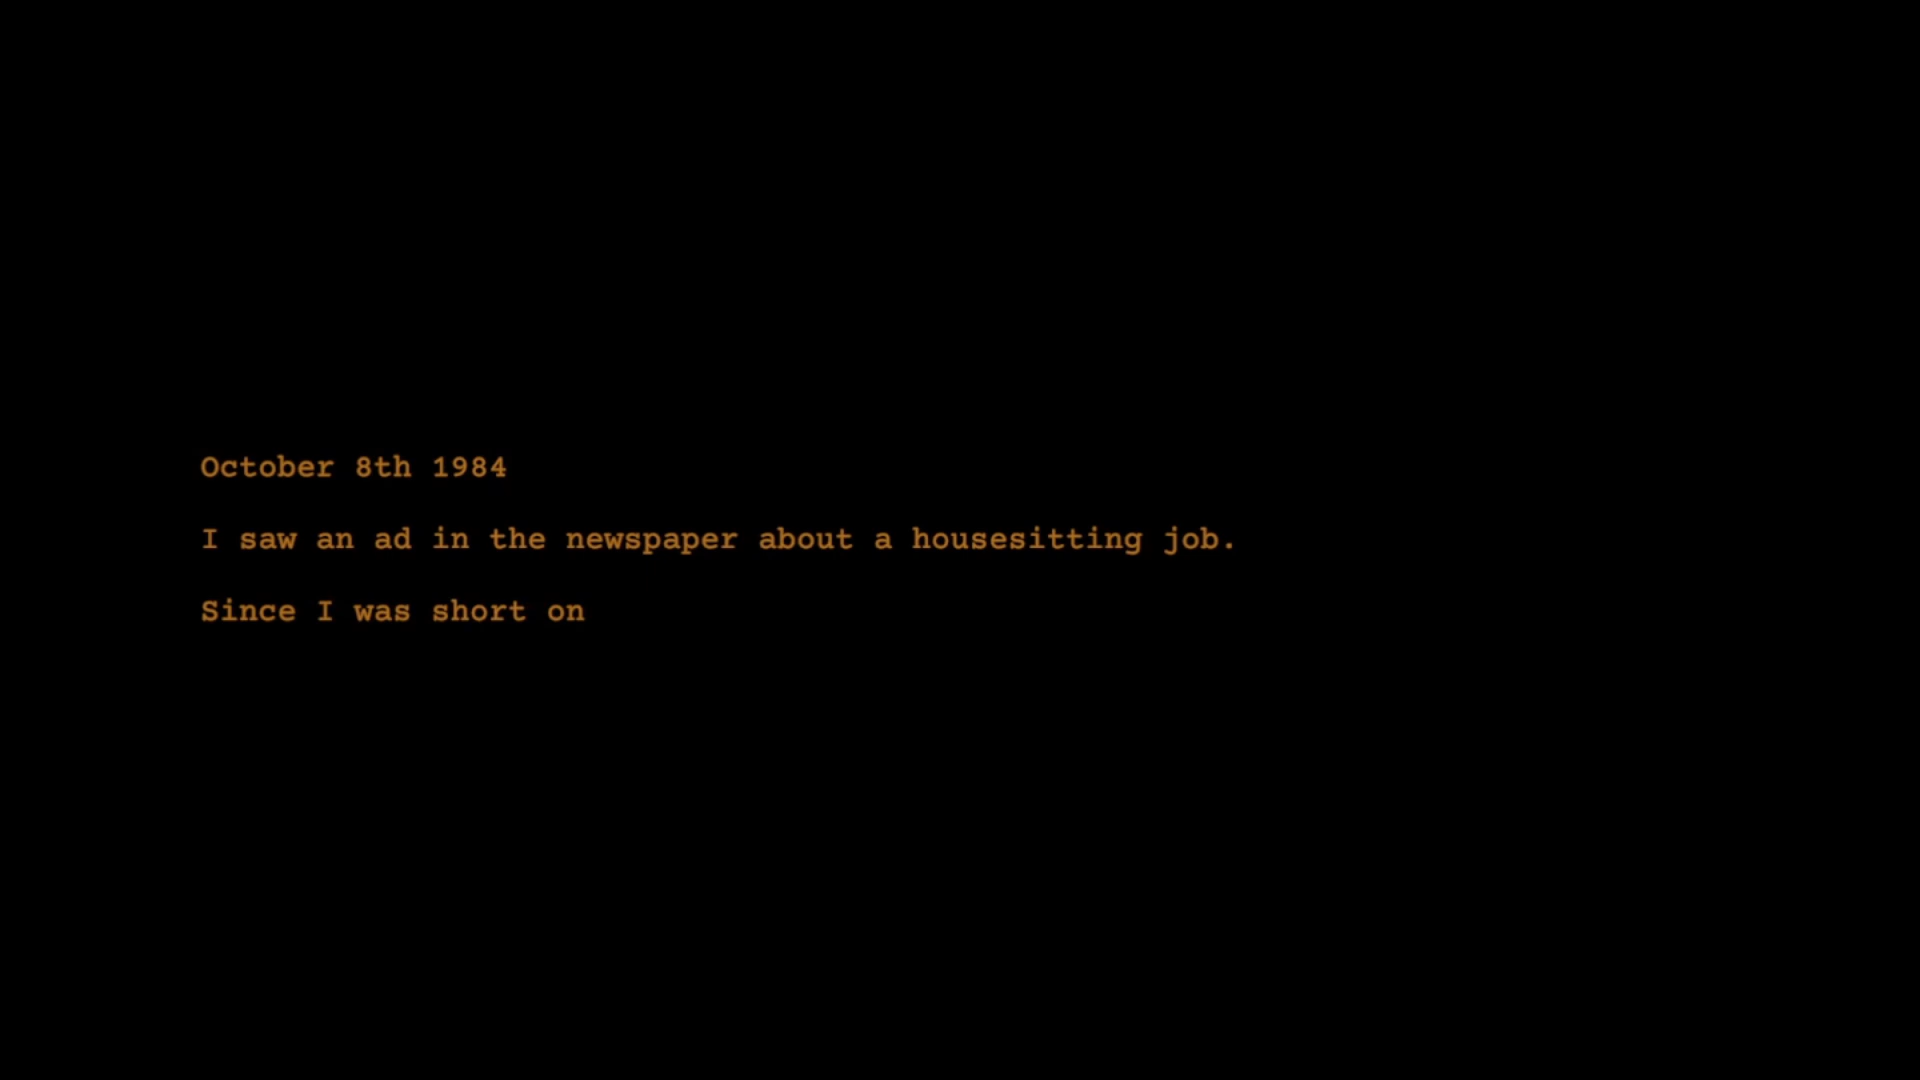 October 8th 1984
I saw an ad in the newspaper about a housesitting job.
Since I was short on